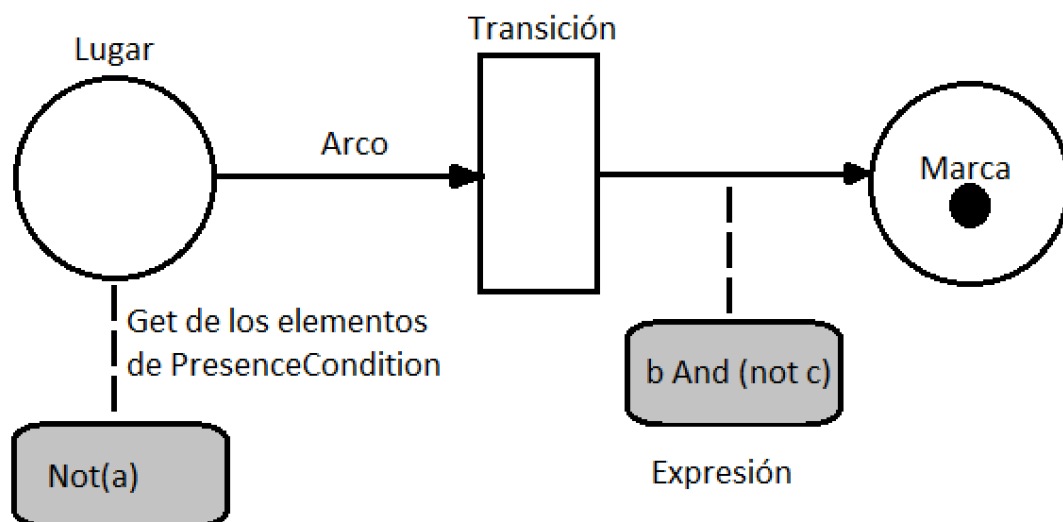 Lugar
Transición
Arco
Marca
Get de los elementos
de PresenceCondition
b And (not c)
Not(a)
Expresión